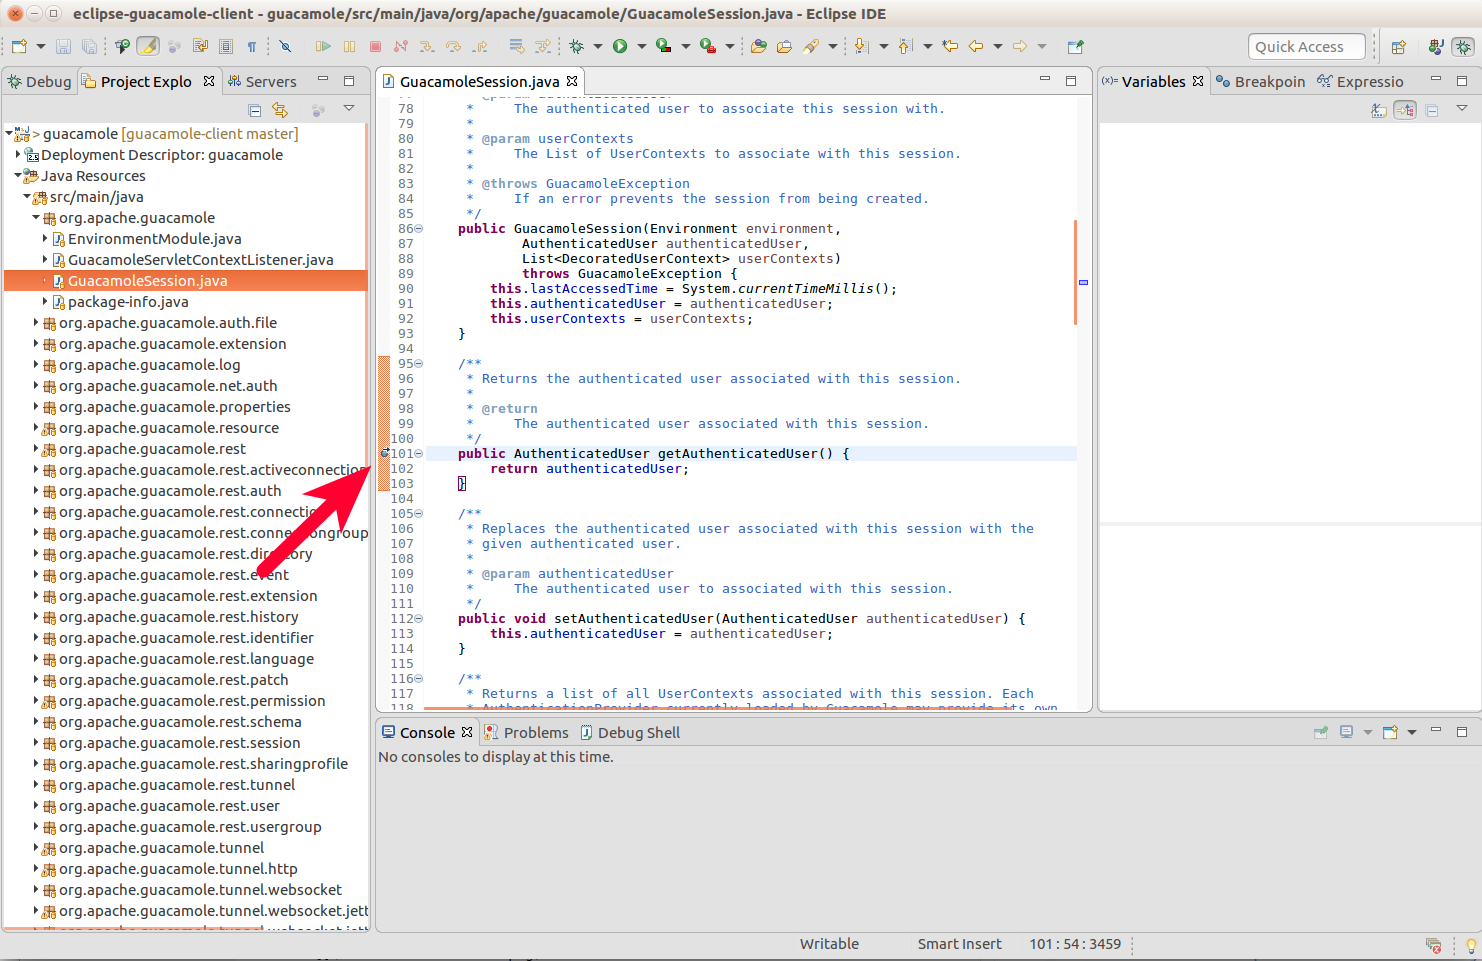 eclipse-guacamole-client - guacamole/src/main/java/org/apache/guacamole/GuacamoleSession.java - Eclipse IDE
Quick Access
Debug
Project Explo
Servers
> guacamole [guacamole-client master]
Deployment Descriptor: guacamole
Java Resources
src/main/java
org.apache.guacamole
EnvironmentModule.java
GuacamoleServletContextListener.java
GuacamoleSession.java
package-info.java
org.apache.guacamole.auth.file
org.apache.guacamole.extension
org.apache.guacamole.log
org.apache.guacamole.net.auth
org.apache.guacamole.properties
org.apache.guacamole.resource
org.apache.guacamole.rest
org.apache.guacamole.rest.activeconnection
org.apache.guacamole.rest.auth
org.apache.guacamole.rest.connectio
org.apache.guacamole.rest.connectiongroup
org.apache.guacamole.rest.directory
org.apache.guacamole.rest.event
org.apache.guacamole.rest.extension
org.apache.guacamole.rest.history
org.apache.guacamole.rest.identifier
org.apache.guacamole.rest.language
org.apache.guacamole.rest.patch
org.apache.guacamole.rest.permission
org.apache.guacamole.rest.schema
org.apache.guacamole.rest.session
org.apache.guacamole.rest.sharingprofile
org.apache.guacamole.rest.tunnel
org.apache.guacamole.rest.user
org.apache.guacamole.rest.usergroup
org.apache.guacamole.tunnel
org.apache.guacamole.tunnel.http
org.apache.guacamole.tunnel.websocket
org.apache.guacamole.tunnel.websocket.jett
GuacamoleSession.java
78 * The authenticated user to associate this session with.
79 *
80 * @param userContexts
81 * The List of UserContexts to associate with this session.
82 *
83 * @throws GuacamoleException
84 * If an error prevents the session from being created.
85 */
86 public GuacamoleSession(Environment environment,
87 AuthenticatedUser authenticatedUser,
88 List<DecoratedUserContext> userContexts)
89 throws GuacamoleException {
90 this.lastAccessedTime = System.currentTimeMillis();
91 this.authenticatedUser = authenticatedUser;
92 this.userContexts = userContexts;
93 }
94
95 /**
96 * Returns the authenticated user associated with this session.
97 *
98 * @return
99 * The authenticated user associated with this session.
100 */
101 public AuthenticatedUser getAuthenticatedUser() {
102 return authenticatedUser;
103 }
104
105 /**
106 * Replaces the authenticated user associated with this session with the
107 * given authenticated user.
108 *
109 * @param authenticatedUser
110 * The authenticated user to associated with this session.
111 */
112 public void setAuthenticatedUser(AuthenticatedUser authenticatedUser) {
113 this.authenticatedUser = authenticatedUser;
114 }
115
116 /**
117 * Returns a list of all UserContexts associated with this session. Each
118 * AuthenticationProvider currently loaded by Guacamole may provide its own
(x)= Variables
Breakpoin
Expressio
Console
Problems
Debug Shell
No consoles to display at this time.
Writable
Smart Insert
101 : 54 : 3459